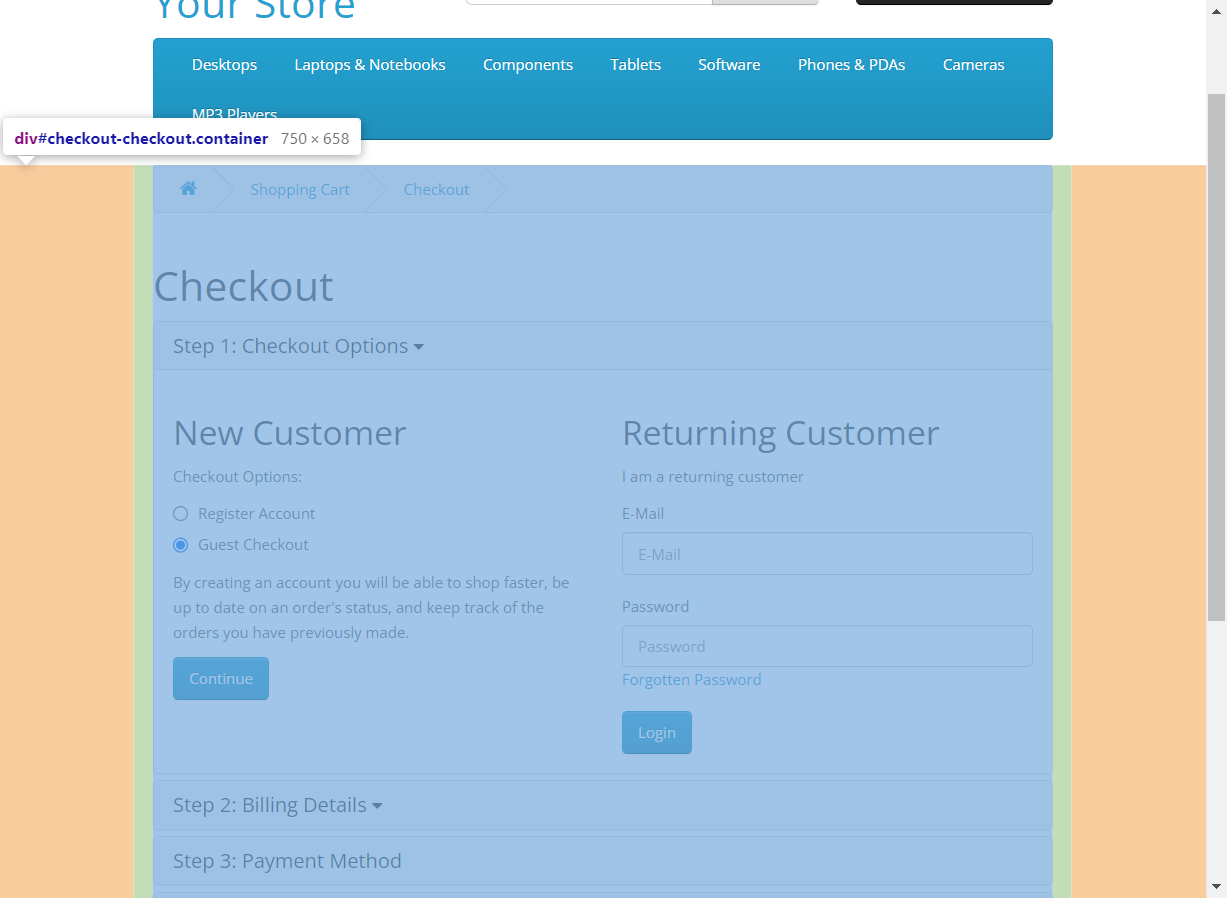 Your Store
Desktops Laptops & Notebooks Components Tablets Software Phones & PDAs Cameras
MP3 Players
div#checkout-checkout.container 750 × 658
Shopping Cart Checkout
Checkout
Step 1: Checkout Options
New Customer
Checkout Options:
Register Account
Guest Checkout
By creating an account you will be able to shop faster, be
up to date on an order's status, and keep track of the
orders you have previously made.
Continue
Returning Customer
I am a returning customer
E-Mail
E-Mail
Password
Password
Forgotten Password
Login
Step 2: Billing Details
Step 3: Payment Method